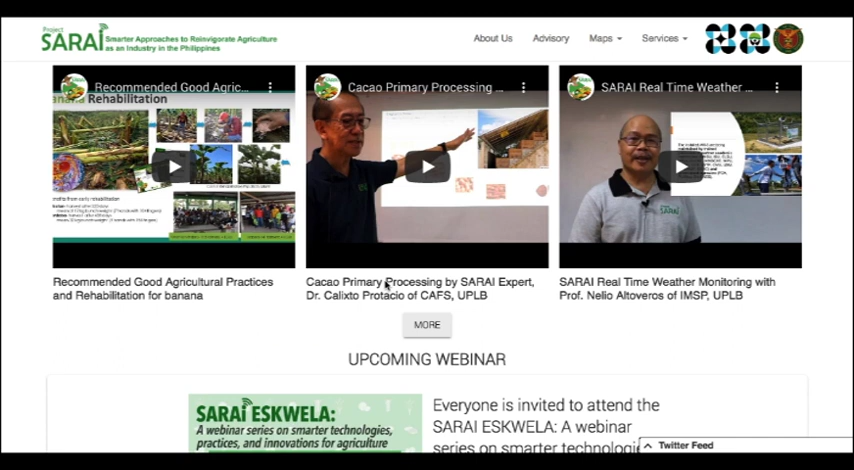 Project
SARAI
Smarter Approaches to Reinvigorate Agriculture
as an Industry in the Philippines
About Us
Advisory
Maps
Services
Recommended Good Agric...
Cacao Primary Processing ...
SARAI Real Time Weather ...
Rehabilitation
SARAI
Recommended Good Agricultural Practices
and Rehabilitation for banana
Cacao Primary Processing by SARAI Expert,
Dr. Calixto Protacio of CAFS, UPLB
SARAI Real Time Weather Monitoring with
Prof. Nelio Altoveros of IMSP, UPLB
MORE
UPCOMING WEBINAR
SARAI ESKWELA:
A webinar series on smarter technologies,
practices, and innovations for agriculture
Everyone is invited to attend the
SARAI ESKWELA: A webinar
series on smarter technologi
Twitter Feed